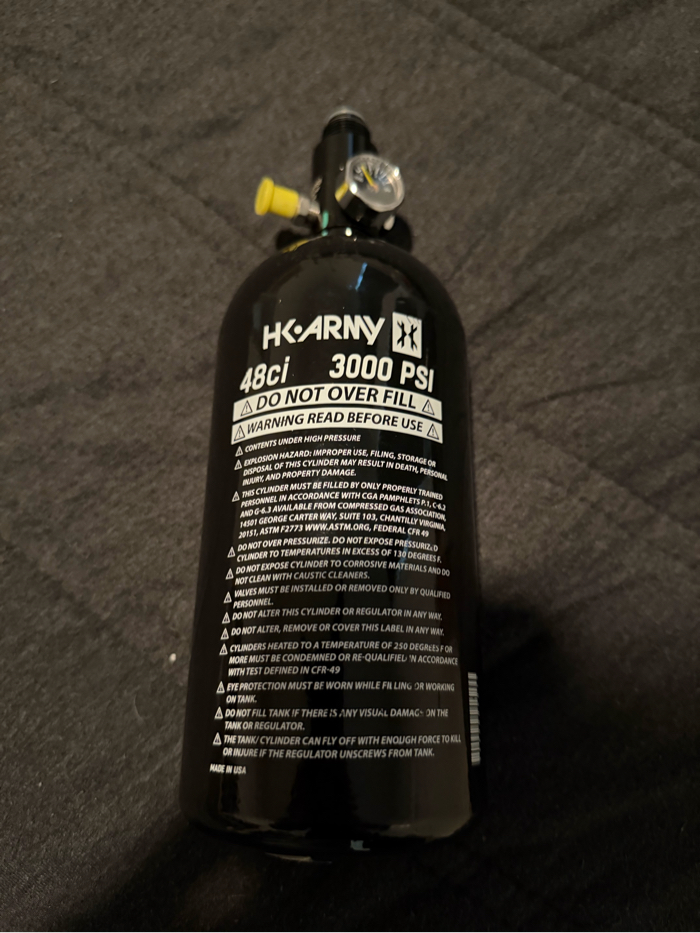 HK·ARMY
48ci 3000 PSI
DO NOT OVER FILL
WARNING READ BEFORE USE
CONTENTS UNDER HIGH PRESSURE
EXPLOSION HAZARD: IMPROPER USE, FILING, STORAGE OR
DISPOSAL OF THIS CYLINDER MAY RESULT IN DEATH, PERSONAL
INJURY, AND PROPERTY DAMAGE.
THIS CYLINDER MUST BE FILLED BY ONLY PROPERLY TRAINED
PERSONNEL IN ACCORDANCE WITH CGA PAMPHLETS P.1, C-6.2
AND G-6.3 AVAILABLE FROM COMPRESSED GAS ASSOCIATION,
14501 GEORGE CARTER WAY, SUITE 103, CHANTILLY VIRGINIA,
20151, ASTM F2773 WWW.ASTM.ORG, FEDERAL CFR 49
DO NOT OVER PRESSURIZE. DO NOT EXPOSE PRESSURIZED
CYLINDER TO TEMPERATURES IN EXCESS OF 130 DEGREES F.
DO NOT EXPOSE CYLINDER TO CORROSIVE MATERIALS AND DO
NOT CLEAN WITH CAUSTIC CLEANERS.
VALVES MUST BE INSTALLED OR REMOVED ONLY BY QUALIFIED
PERSONNEL.
DO NOT ALTER THIS CYLINDER OR REGULATOR IN ANY WAY.
DO NOT ALTER, REMOVE OR COVER THIS LABEL IN ANY WAY.
CYLINDERS HEATED TO A TEMPERATURE OF 250 DEGREES F OR
MORE MUST BE CONDEMNED OR RE-QUALIFIED IN ACCORDANCE
WITH TEST DEFINED IN CFR-49
EYE PROTECTION MUST BE WORN WHILE FILLING OR WORKING
ON TANK.
DO NOT FILL TANK IF THERE IS ANY VISUAL DAMAGE ON THE
TANK OR REGULATOR.
THE TANK/ CYLINDER CAN FLY OFF WITH ENOUGH FORCE TO KILL
OR INJURE IF THE REGULATOR UNSCREWS FROM TANK.
MADE IN USA